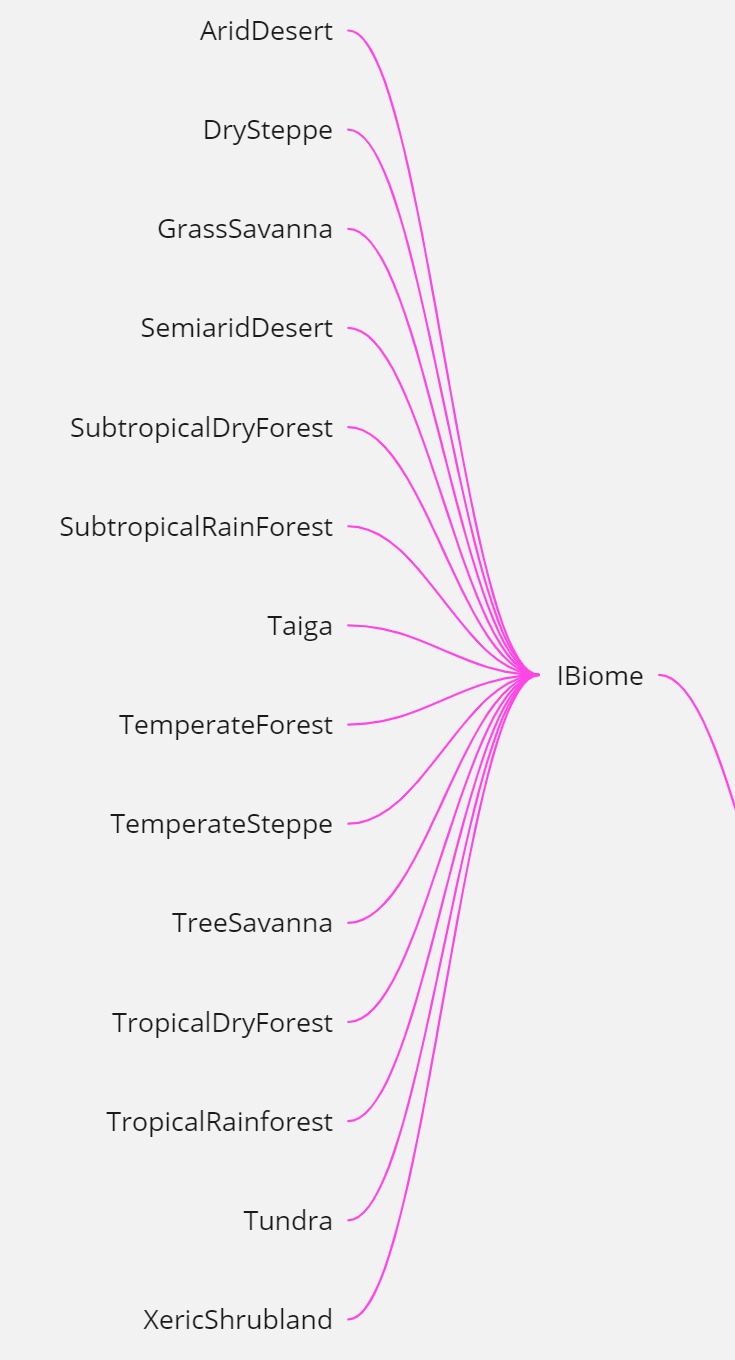 AridDesert
DrySteppe
GrassSavanna
SemiaridDesert
SubtropicalDryForest
SubtropicalRainForest
Taiga
IBiome
TemperateForest
TemperateSteppe
TreeSavanna
TropicalDryForest
TropicalRainforest
Tundra
XericShrubland